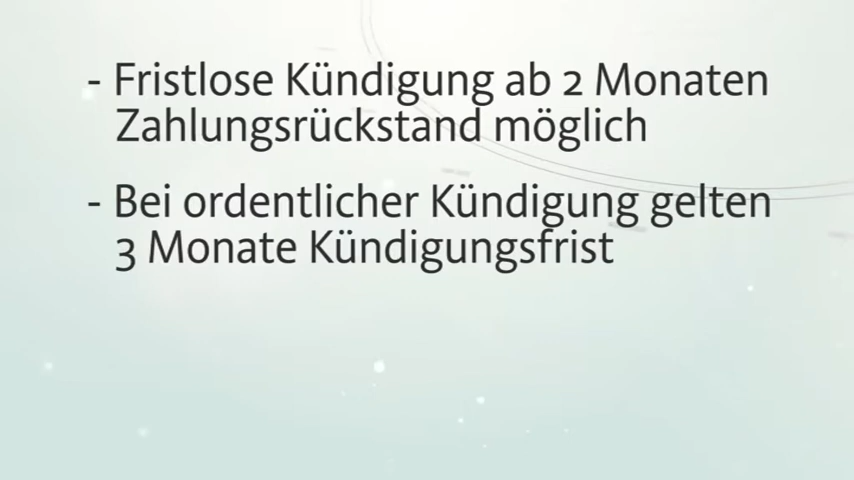 - Fristlose Kündigung ab 2 Monaten
Zahlungsrückstand möglich
- Bei ordentlicher Kündigung gelten
3 Monate Kündigungsfrist